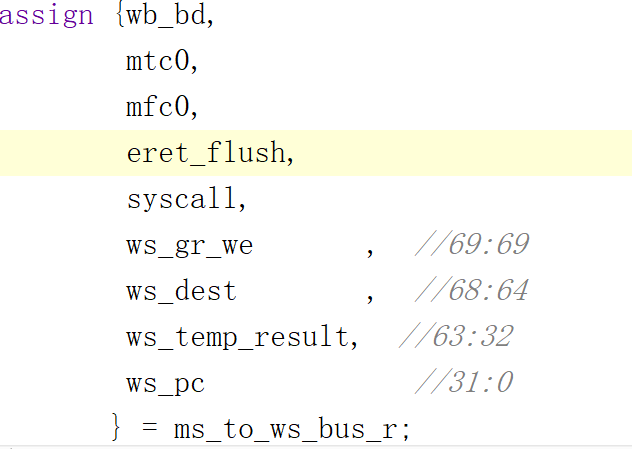 assign {wb_bd,
mtc0,
mfc0,
eret_flush,
syscall,
ws_gr_we , //69:69
ws_dest , //68:64
ws_temp_result, //63:32
ws_pc //31:0
} = ms_to_ws_bus_r;